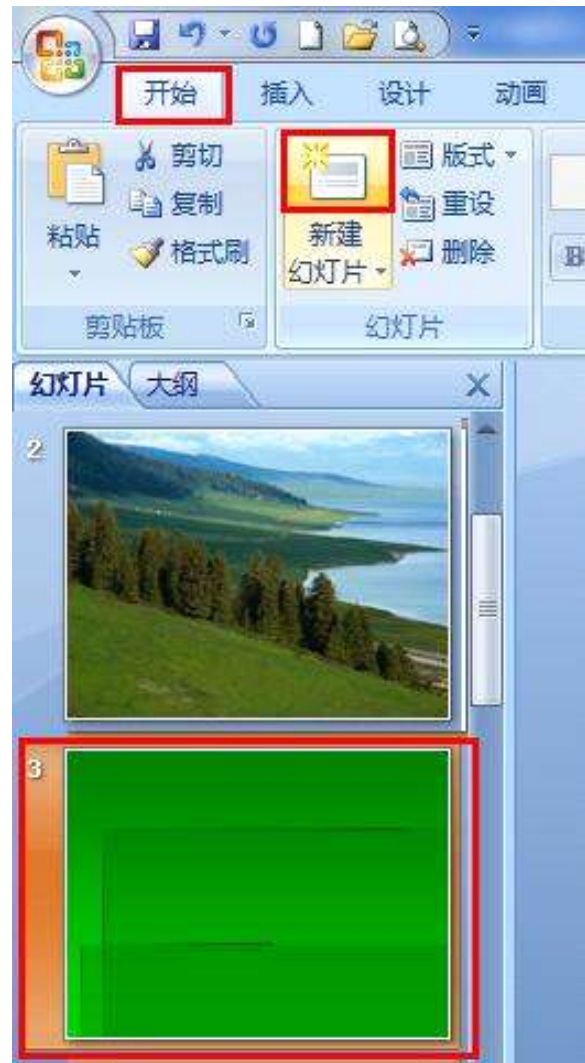 开始 插入 设计 动画
剪切 版式
复制 重设
粘贴 格式刷 新建 幻灯片 删除 B
剪贴板 幻灯片
幻灯片 大纲
2
3